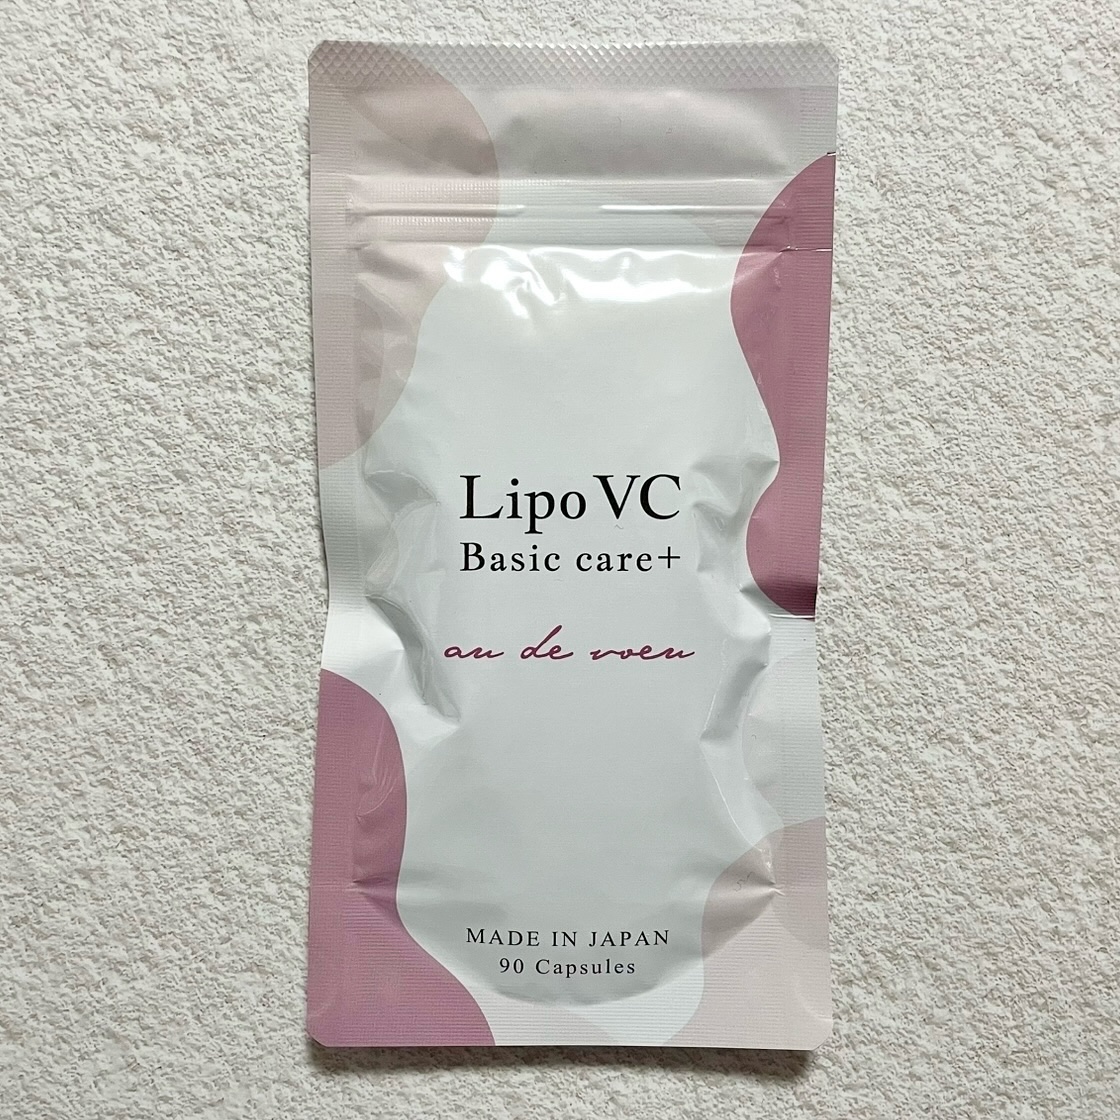 Lipo VC
Basic care+
au de voeu
MADE IN JAPAN
90 Capsules